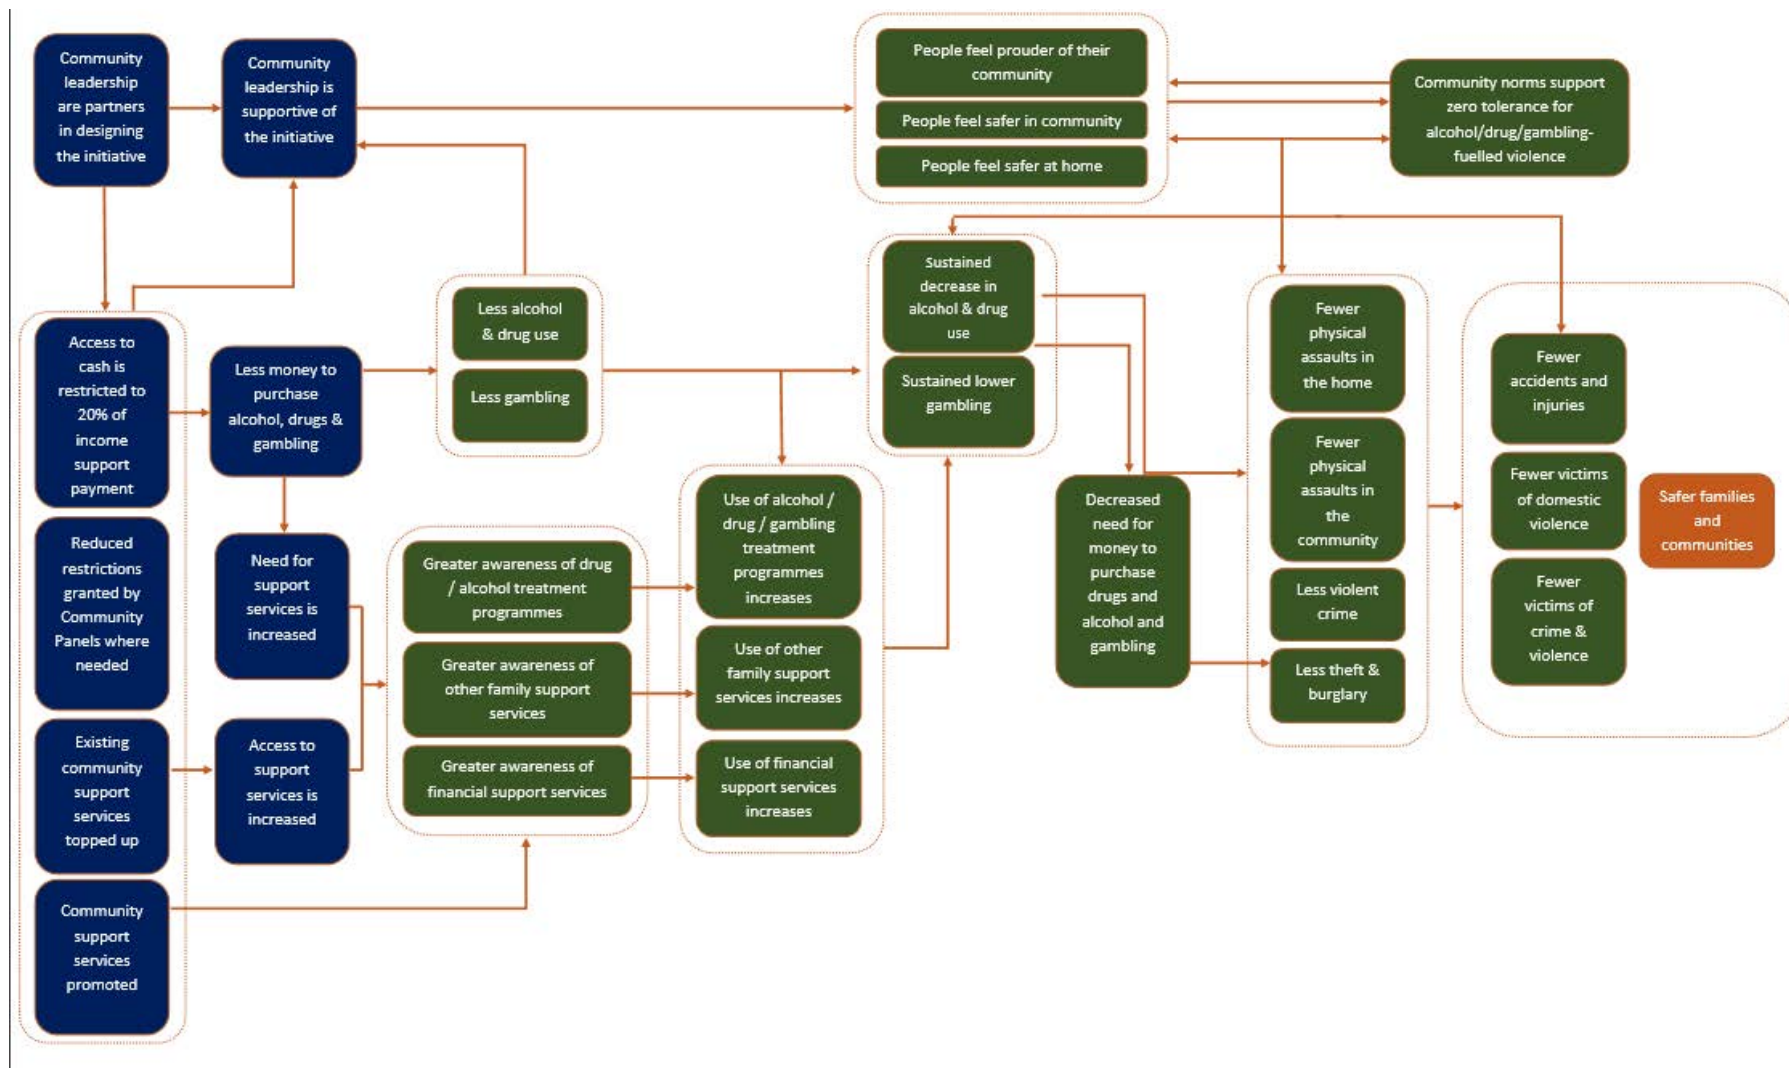 Community
leadership
are partners
in designing
the initiative
Community
leadership is
supportive of
the initiative
People feel prouder of their
community
People feel safer in community
People feel safer at home
Community norms support
zero tolerance for
alcohol/drug/gambling-
fuelled violence
Access to
cash is
restricted to
20% of
income
support
payment
Reduced
restrictions
granted by
Community
Panels where
needed
Existing
community
support
services
topped up
Community
support
services
promoted
Less money to
purchase
alcohol, drugs &
gambling
Need for
support
services is
increased
Access to
support
services is
increased
Less alcohol
& drug use
Less gambling
Greater awareness of drug
/ alcohol treatment
programmes
Greater awareness of
other family support
services
Greater awareness of
financial support services
Use of alcohol /
drug / gambling
treatment
programmes
increases
Use of other
family support
services increases
Use of financial
support services
increases
Sustained
decrease in
alcohol & drug
use
Sustained lower
gambling
Decreased
need for
money to
purchase
drugs and
alcohol and
gambling
Fewer
physical
assaults in
the home
Fewer
physical
assaults in
the
community
Less violent
crime
Less theft &
burglary
Fewer
accidents and
injuries
Fewer victims
of domestic
violence
Fewer
victims of
crime &
violence
Safer families
and
communities